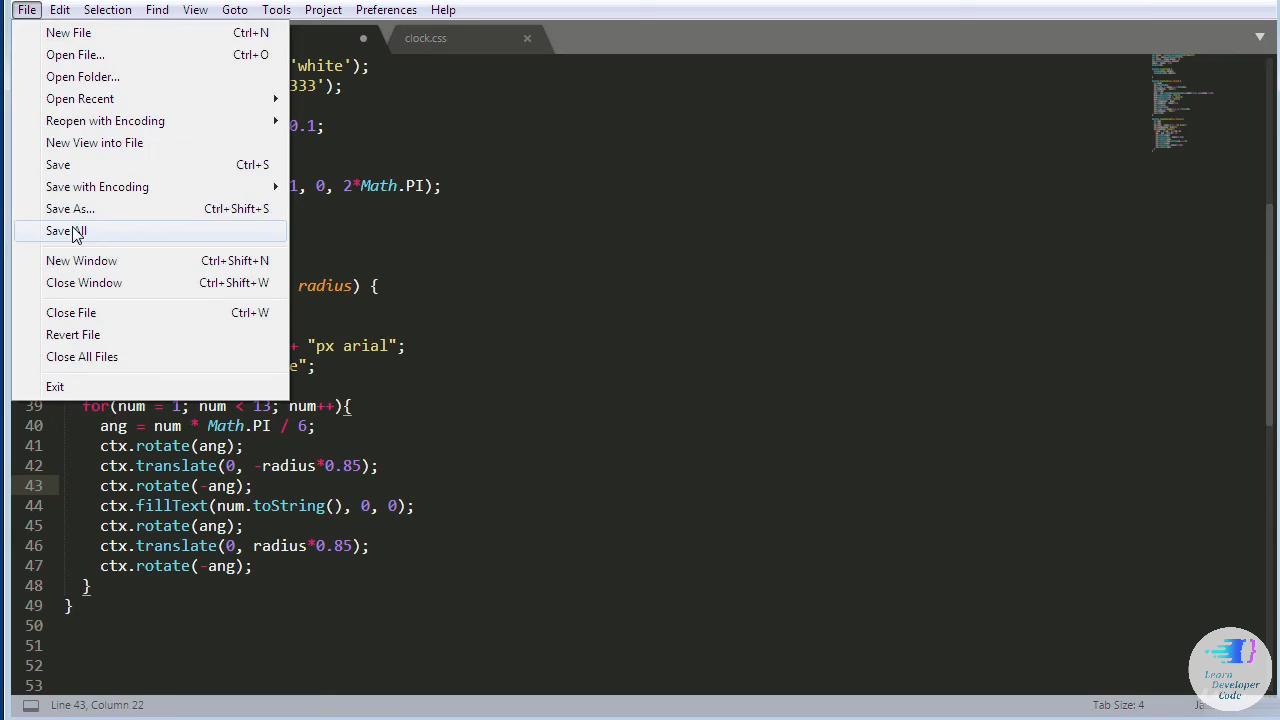 File Edit Selection Find View Goto Tools Project Preferences Help
clock.css
New File Ctrl+N
Open File... Ctrl+O
Open Folder...
Open Recent
Reopen with Encoding
New View into File
Save Ctrl+S
Save with Encoding
Save As... Ctrl+Shift+S
Save All
New Window Ctrl+Shift+N
Close Window Ctrl+Shift+W
Close File Ctrl+W
Revert File
Close All Files
Exit
'white');
333');
0.1;
1, 0, 2*Math.PI);
radius) {
+ "px arial";
e";
39 for(num = 1; num < 13; num++){
40 ang = num * Math.PI / 6;
41 ctx.rotate(ang);
42 ctx.translate(0, -radius*0.85);
43 ctx.rotate(-ang);
44 ctx.fillText(num.toString(), 0, 0);
45 ctx.rotate(ang);
46 ctx.translate(0, radius*0.85);
47 ctx.rotate(-ang);
48 }
49 }
50
51
52
53
Line 43, Column 22 Tab Size: 4
Learn
Developer
Code